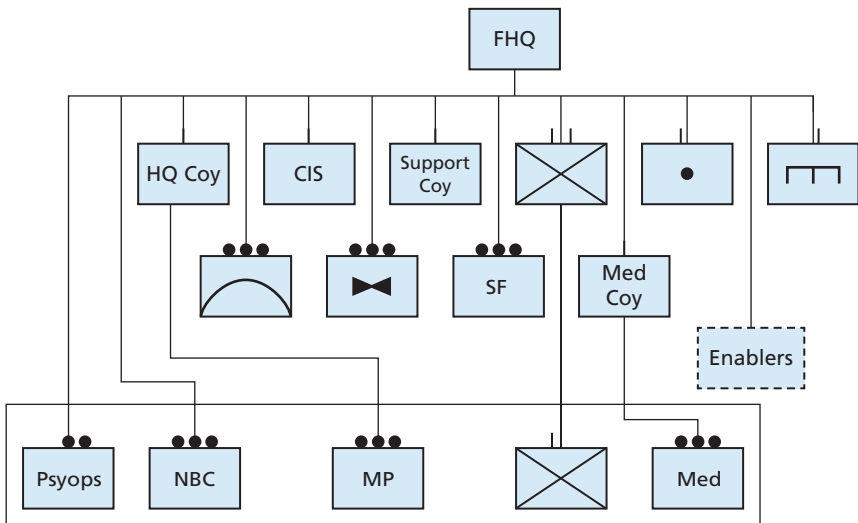 FHQ
HQ Coy
CIS
Support
Coy
SF
Med
Coy
Enablers
Psyops
NBC
MP
Med